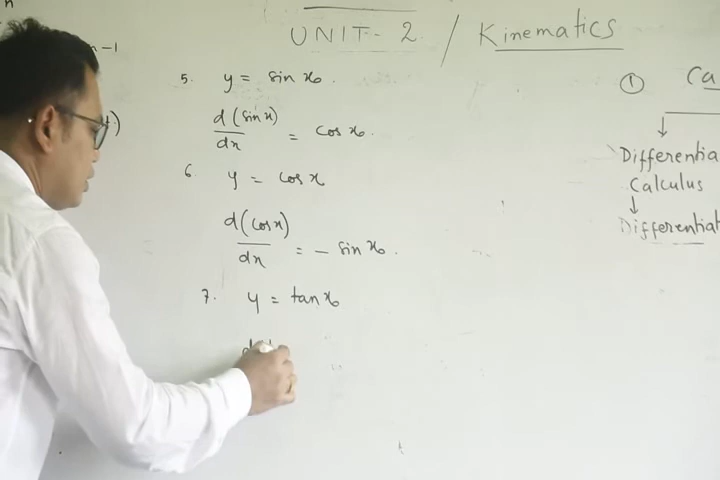 n
UNIT-2 / Kinematics
n-1
5. y = sin x.
d(sin x)
dx
= cos x.
6. y = cos x
d(cos x)
dx
= - sin x.
7. y = tan x
d
①
Differentia
Calculus
Differentiat